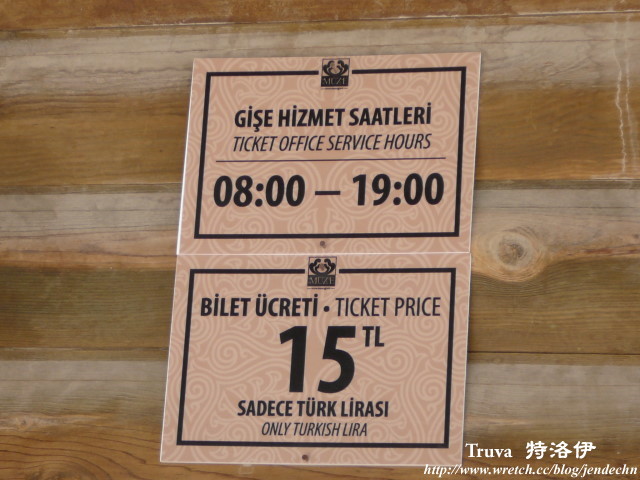 MÜZE
GİŞE HİZMET SAATLERİ
TICKET OFFICE SERVICE HOURS
08:00 – 19:00
MÜZE
BİLET ÜCRETİ • TICKET PRICE
15 TL
SADECE TÜRK LİRASI
ONLY TURKISH LIRA
Truva 特洛伊
http://www.wretch.cc/blog/jendechn